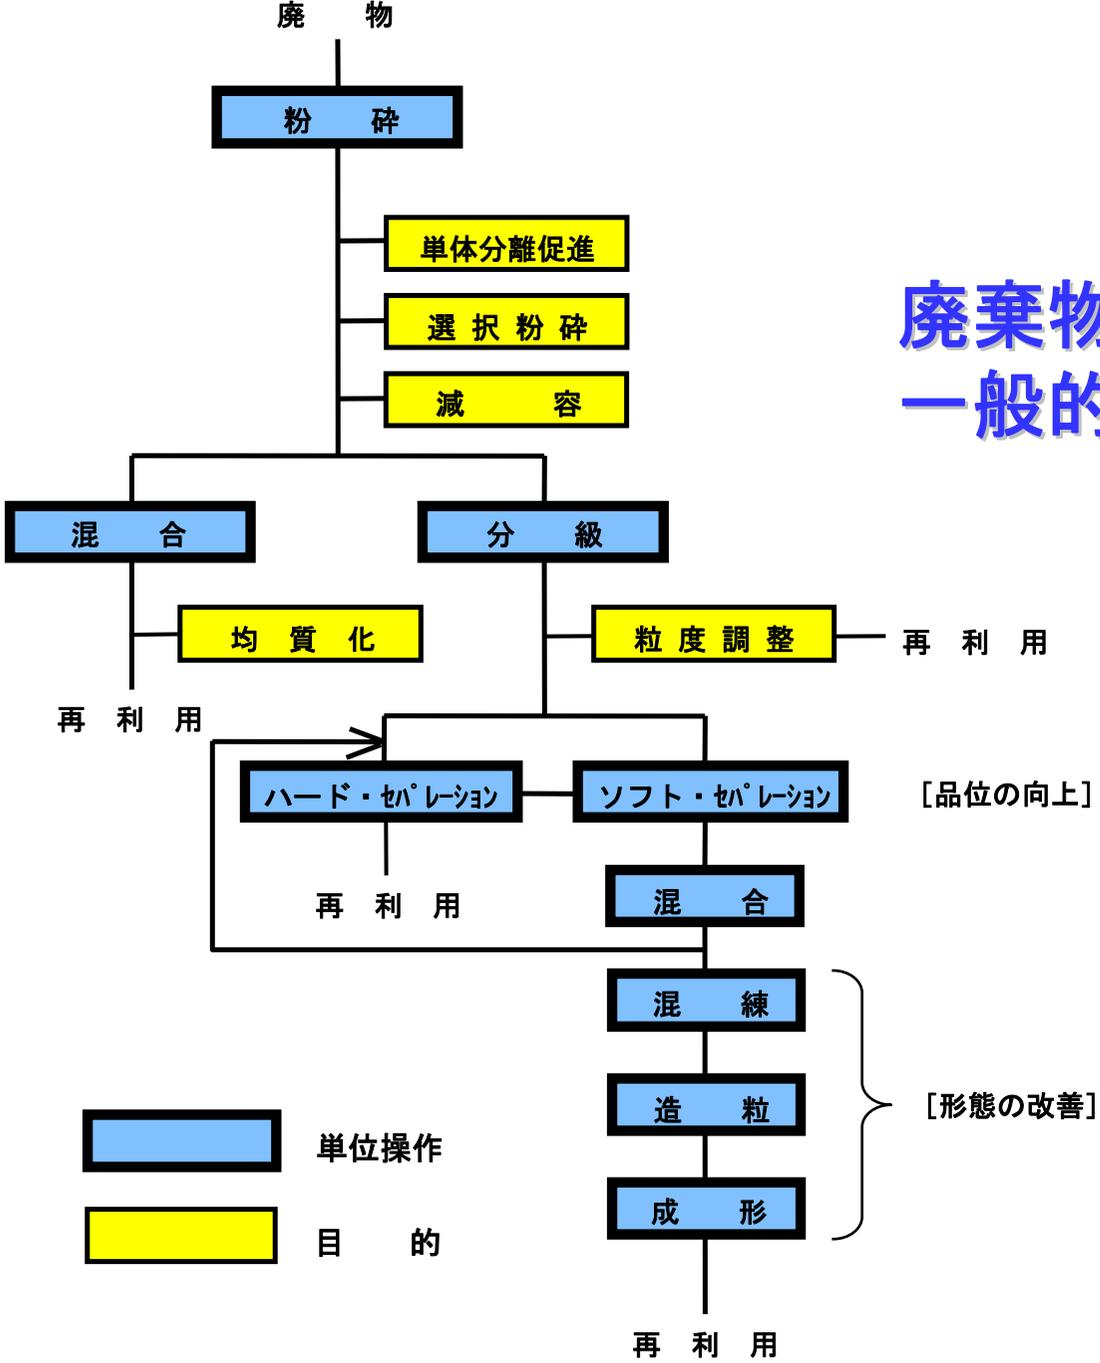 廃 物
粉 砕
単体分離促進
選択粉砕
減 容
廃棄物
一般的
混 合
分 級
均 質 化
粒度調整
再 利 用
再 利 用
ハード・ｾﾊﾟﾚｰｼｮﾝ
ソフト・ｾﾊﾟﾚｰｼｮﾝ
[品位の向上]
混 合
再 利 用
混 練
造 粒
[形態の改善]
成 形
単位操作
目 的
再 利 用